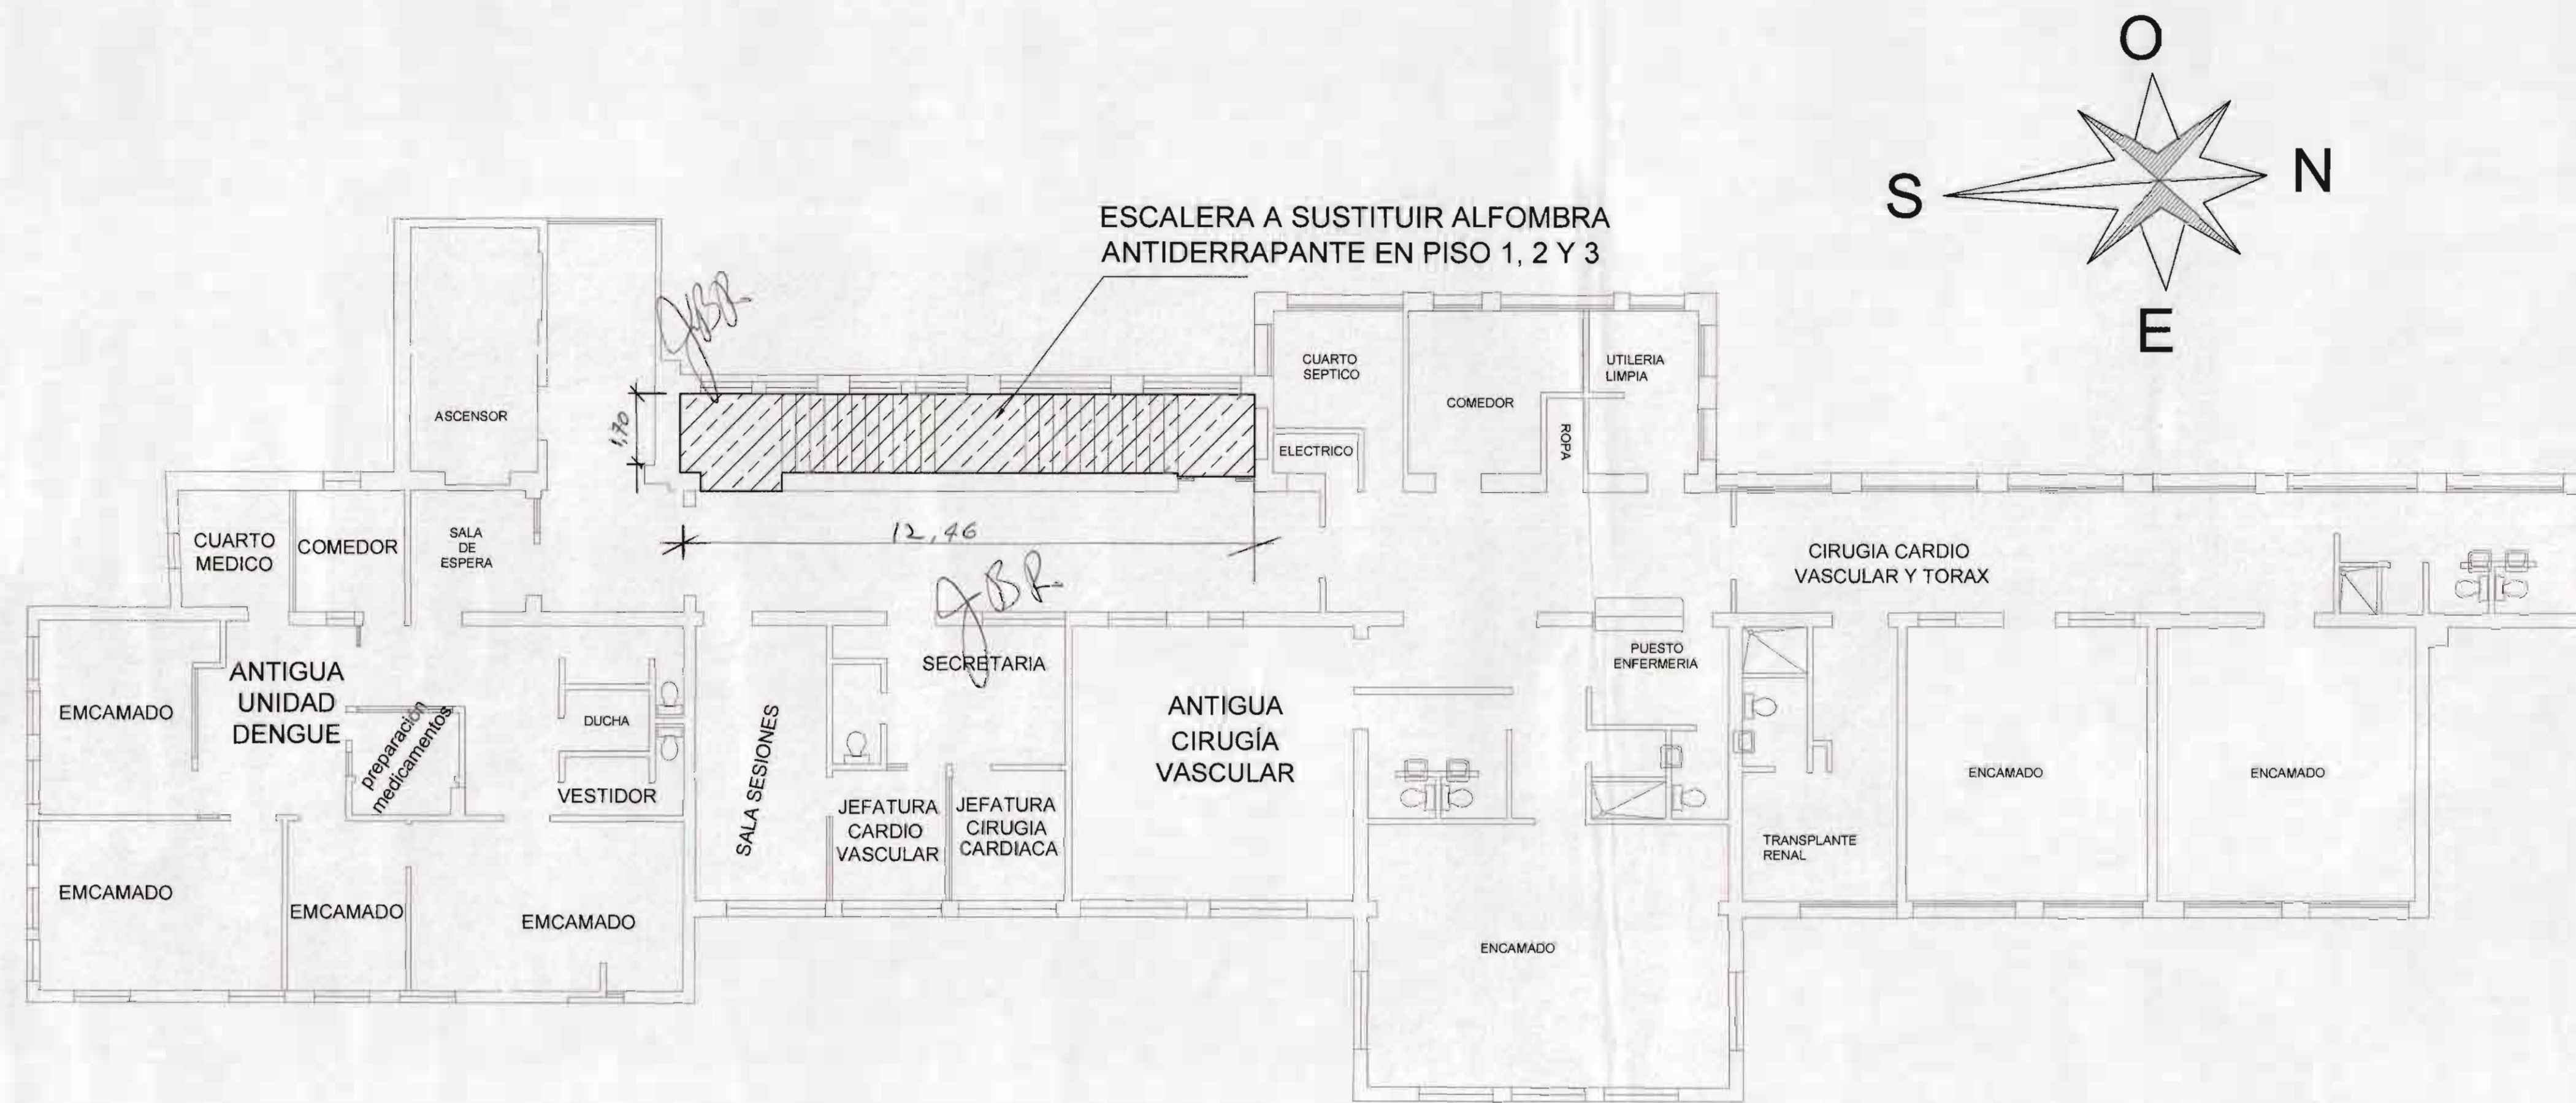 O
S
N
E
ESCALERA A SUSTITUIR ALFOMBRA
ANTIDERRAPANTE EN PISO 1, 2 Y 3
JBR.
1,70
ASCENSOR
CUARTO
SEPTICO
COMEDOR
UTILERIA
LIMPIA
ROPA
ELECTRICO
CUARTO
MEDICO
COMEDOR
SALA
DE
ESPERA
12,46
JBR.
CIRUGIA CARDIO
VASCULAR Y TORAX
EMCAMADO
ANTIGUA
UNIDAD
DENGUE
preparación
medicamentos
DUCHA
VESTIDOR
SALA SESIONES
SECRETARIA
JEFATURA
CARDIO
VASCULAR
JEFATURA
CIRUGIA
CARDIACA
ANTIGUA
CIRUGÍA
VASCULAR
PUESTO
ENFERMERIA
TRANSPLANTE
RENAL
ENCAMADO
ENCAMADO
EMCAMADO
EMCAMADO
EMCAMADO
ENCAMADO